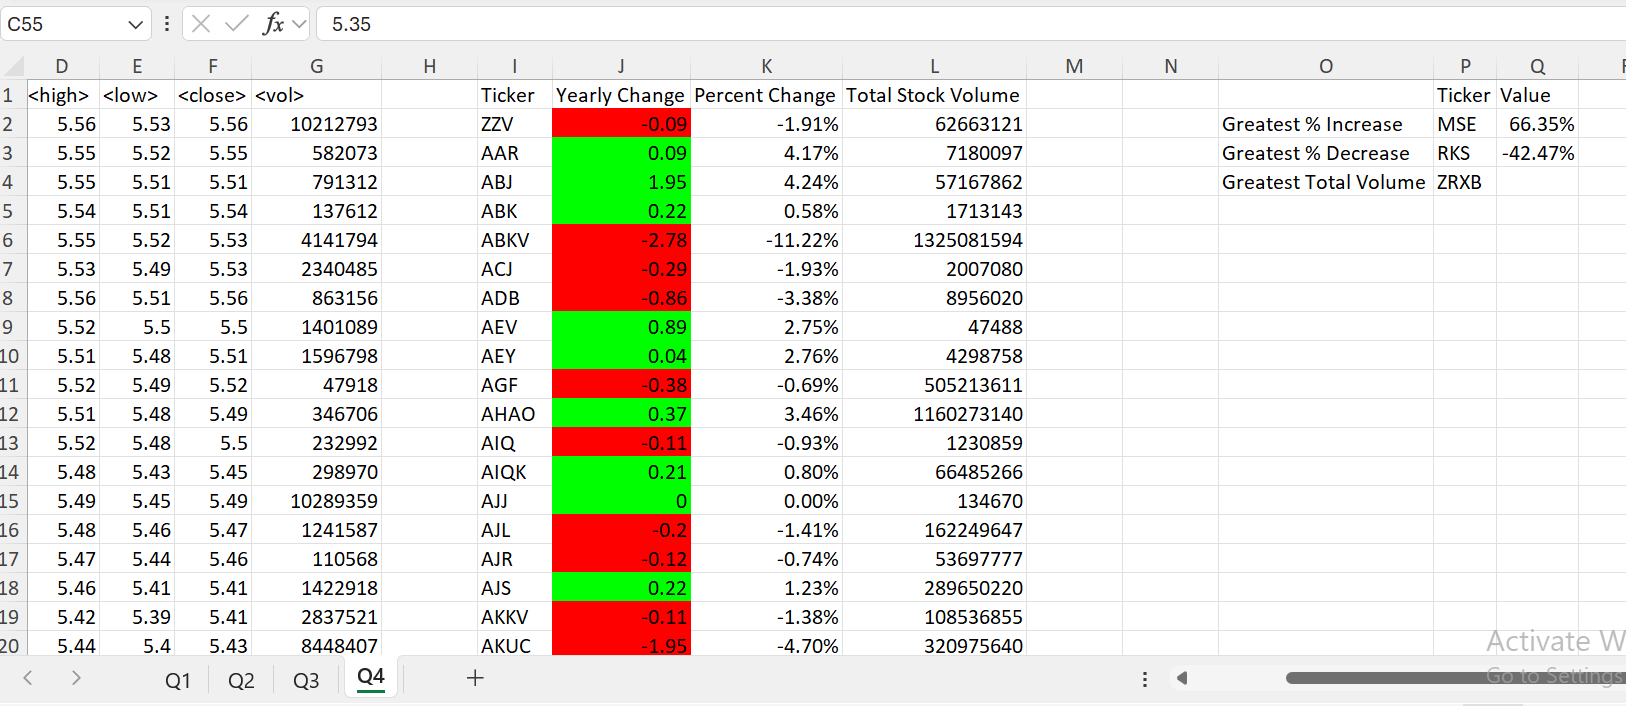 C55 fx 5.35
D E F G H I J K L M N O P Q
1 <high> <low> <close> <vol> Ticker Yearly Change Percent Change Total Stock Volume Ticker Value
2 5.56 5.53 5.56 10212793 ZZV -0.09 -1.91% 62663121 Greatest % Increase MSE 66.35%
3 5.55 5.52 5.55 582073 AAR 0.09 4.17% 7180097 Greatest % Decrease RKS -42.47%
4 5.55 5.51 5.51 791312 ABJ 1.95 4.24% 57167862 Greatest Total Volume ZRXB
5 5.54 5.51 5.54 137612 ABK 0.22 0.58% 1713143
6 5.55 5.52 5.53 4141794 ABKV -2.78 -11.22% 1325081594
7 5.53 5.49 5.53 2340485 ACJ -0.29 -1.93% 2007080
8 5.56 5.51 5.56 863156 ADB -0.86 -3.38% 8956020
9 5.52 5.5 5.5 1401089 AEV 0.89 2.75% 47488
10 5.51 5.48 5.51 1596798 AEY 0.04 2.76% 4298758
11 5.52 5.49 5.52 47918 AGF -0.38 -0.69% 505213611
12 5.51 5.48 5.49 346706 AHAO 0.37 3.46% 1160273140
13 5.52 5.48 5.5 232992 AIQ -0.11 -0.93% 1230859
14 5.48 5.43 5.45 298970 AIQK 0.21 0.80% 66485266
15 5.49 5.45 5.49 10289359 AJJ 0 0.00% 134670
16 5.48 5.46 5.47 1241587 AJL -0.2 -1.41% 162249647
17 5.47 5.44 5.46 110568 AJR -0.12 -0.74% 53697777
18 5.46 5.41 5.41 1422918 AJS 0.22 1.23% 289650220
19 5.42 5.39 5.41 2837521 AKKV -0.11 -1.38% 108536855
20 5.44 5.4 5.43 8448407 AKUC -1.95 -4.70% 320975640
Activate W
Go to Settings
Q1 Q2 Q3 Q4 +